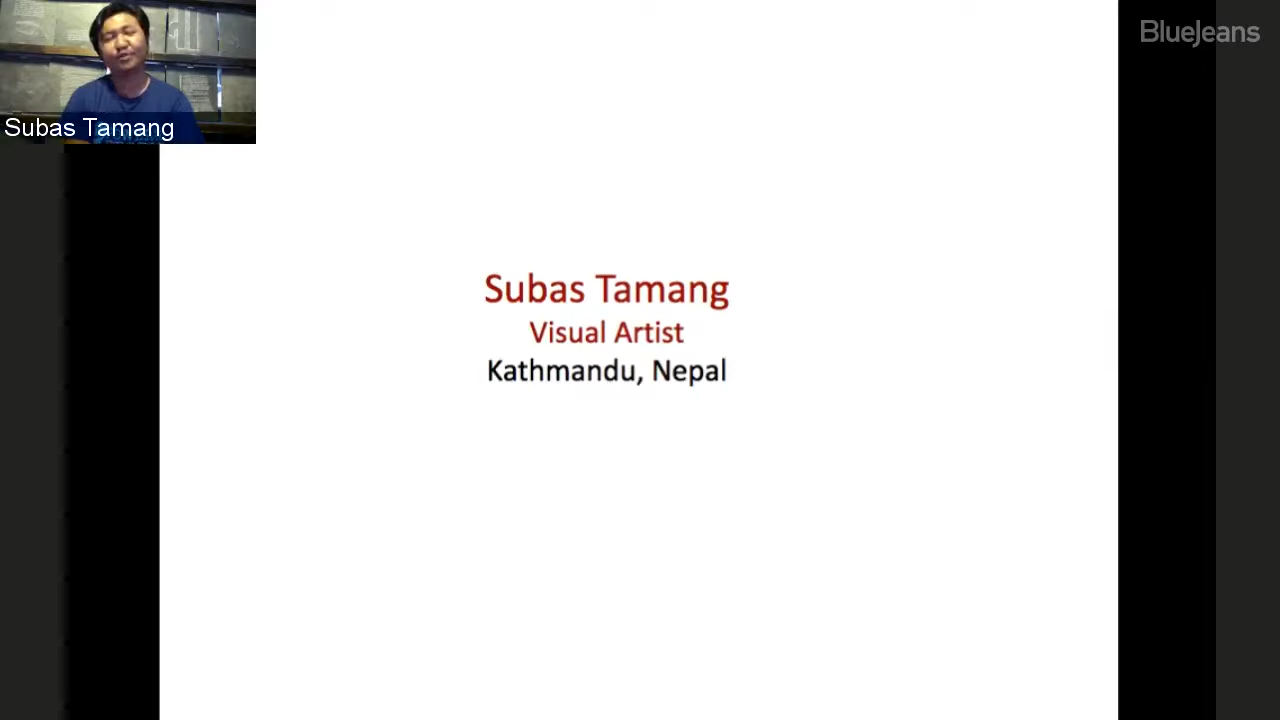 BlueJeans
Subas Tamang
Subas Tamang
Visual Artist
Kathmandu, Nepal